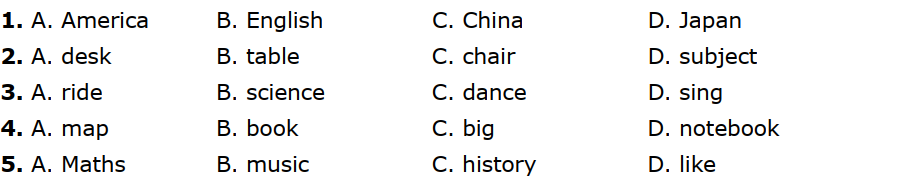 1. A. America B. English C. China D. Japan
2. A. desk B. table C. chair D. subject
3. A. ride B. science C. dance D. sing
4. A. map B. book C. big D. notebook
5. A. Maths B. music C. history D. like